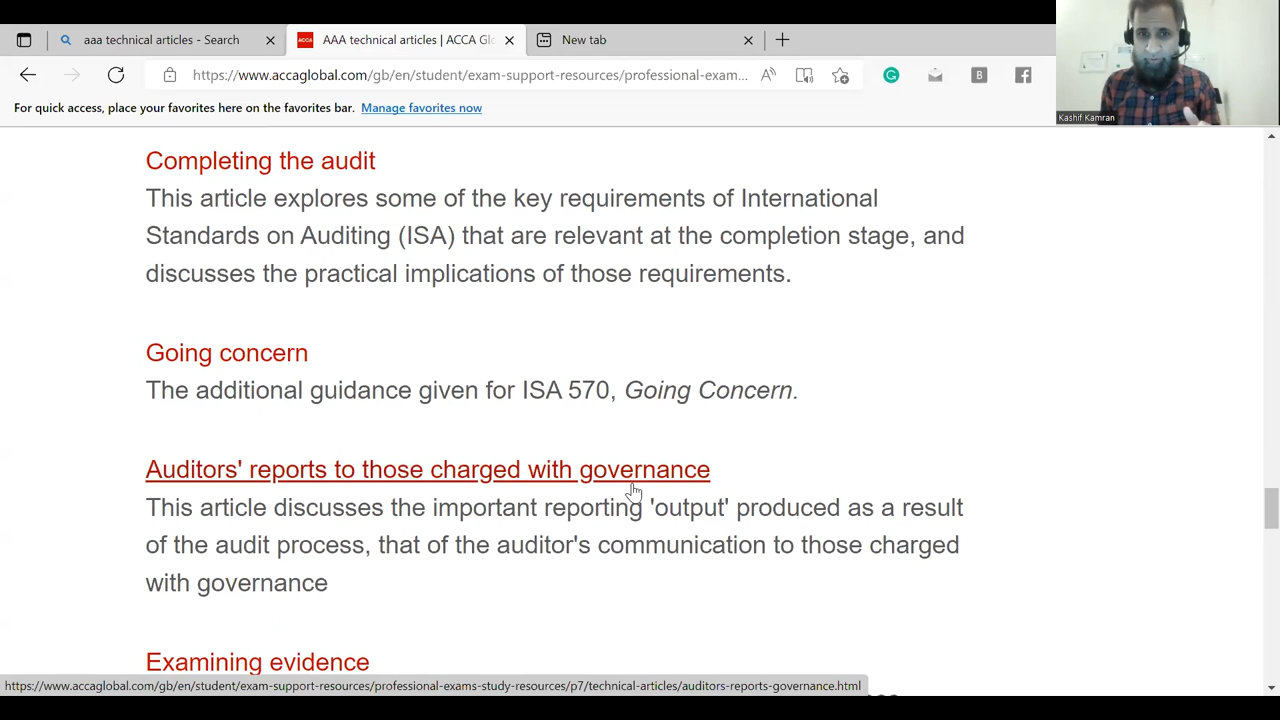 aaa technical articles - Search
AAA technical articles | ACCA Glo
New tab
https://www.accaglobal.com/gb/en/student/exam-support-resources/professional-exam...
For quick access, place your favorites here on the favorites bar. Manage favorites now
Kashif Kamran
Completing the audit
This article explores some of the key requirements of International
Standards on Auditing (ISA) that are relevant at the completion stage, and
discusses the practical implications of those requirements.
Going concern
The additional guidance given for ISA 570, Going Concern.
Auditors' reports to those charged with governance
This article discusses the important reporting 'output' produced as a result
of the audit process, that of the auditor's communication to those charged
with governance
Examining evidence
https://www.accaglobal.com/gb/en/student/exam-support-resources/professional-exams-study-resources/p7/technical-articles/auditors-reports-governance.html